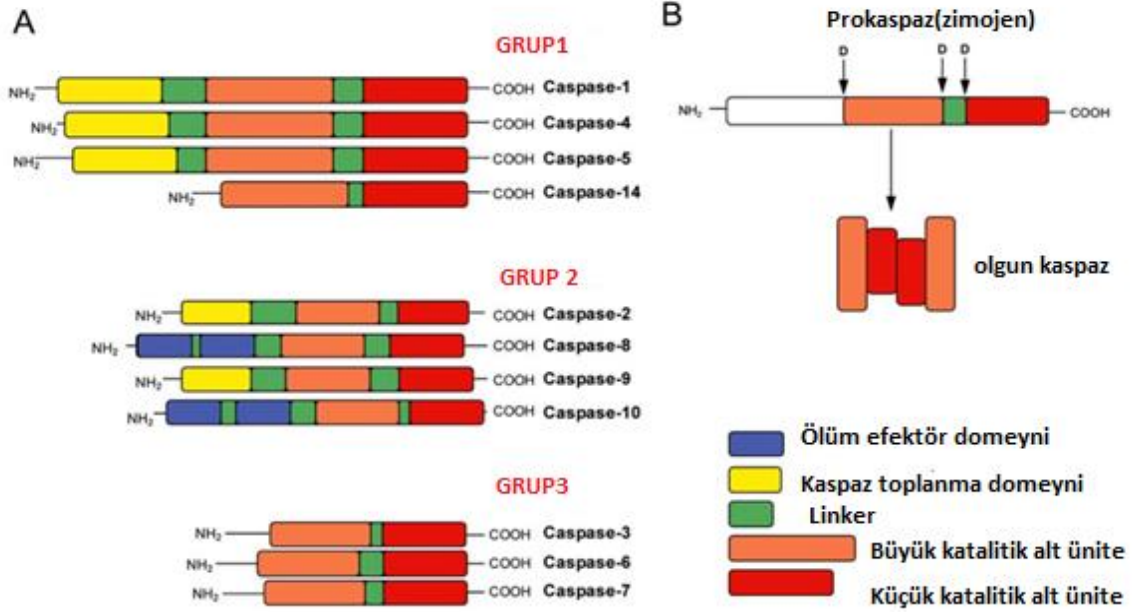 A
GRUP1
NH₂ COOH Caspase-1
NH₂ COOH Caspase-4
NH₂ COOH Caspase-5
NH₂ COOH Caspase-14
GRUP 2
NH₂ COOH Caspase-2
NH₂ COOH Caspase-8
NH₂ COOH Caspase-9
NH₂ COOH Caspase-10
GRUP3
NH₂ COOH Caspase-3
NH₂ COOH Caspase-6
NH₂ COOH Caspase-7
B
Prokaspaz(zimojen)
D D D
NH₂ COOH
olgun kaspaz
Ölüm efektör domeyni
Kaspaz toplanma domeyni
Linker
Büyük katalitik alt ünite
Küçük katalitik alt ünite